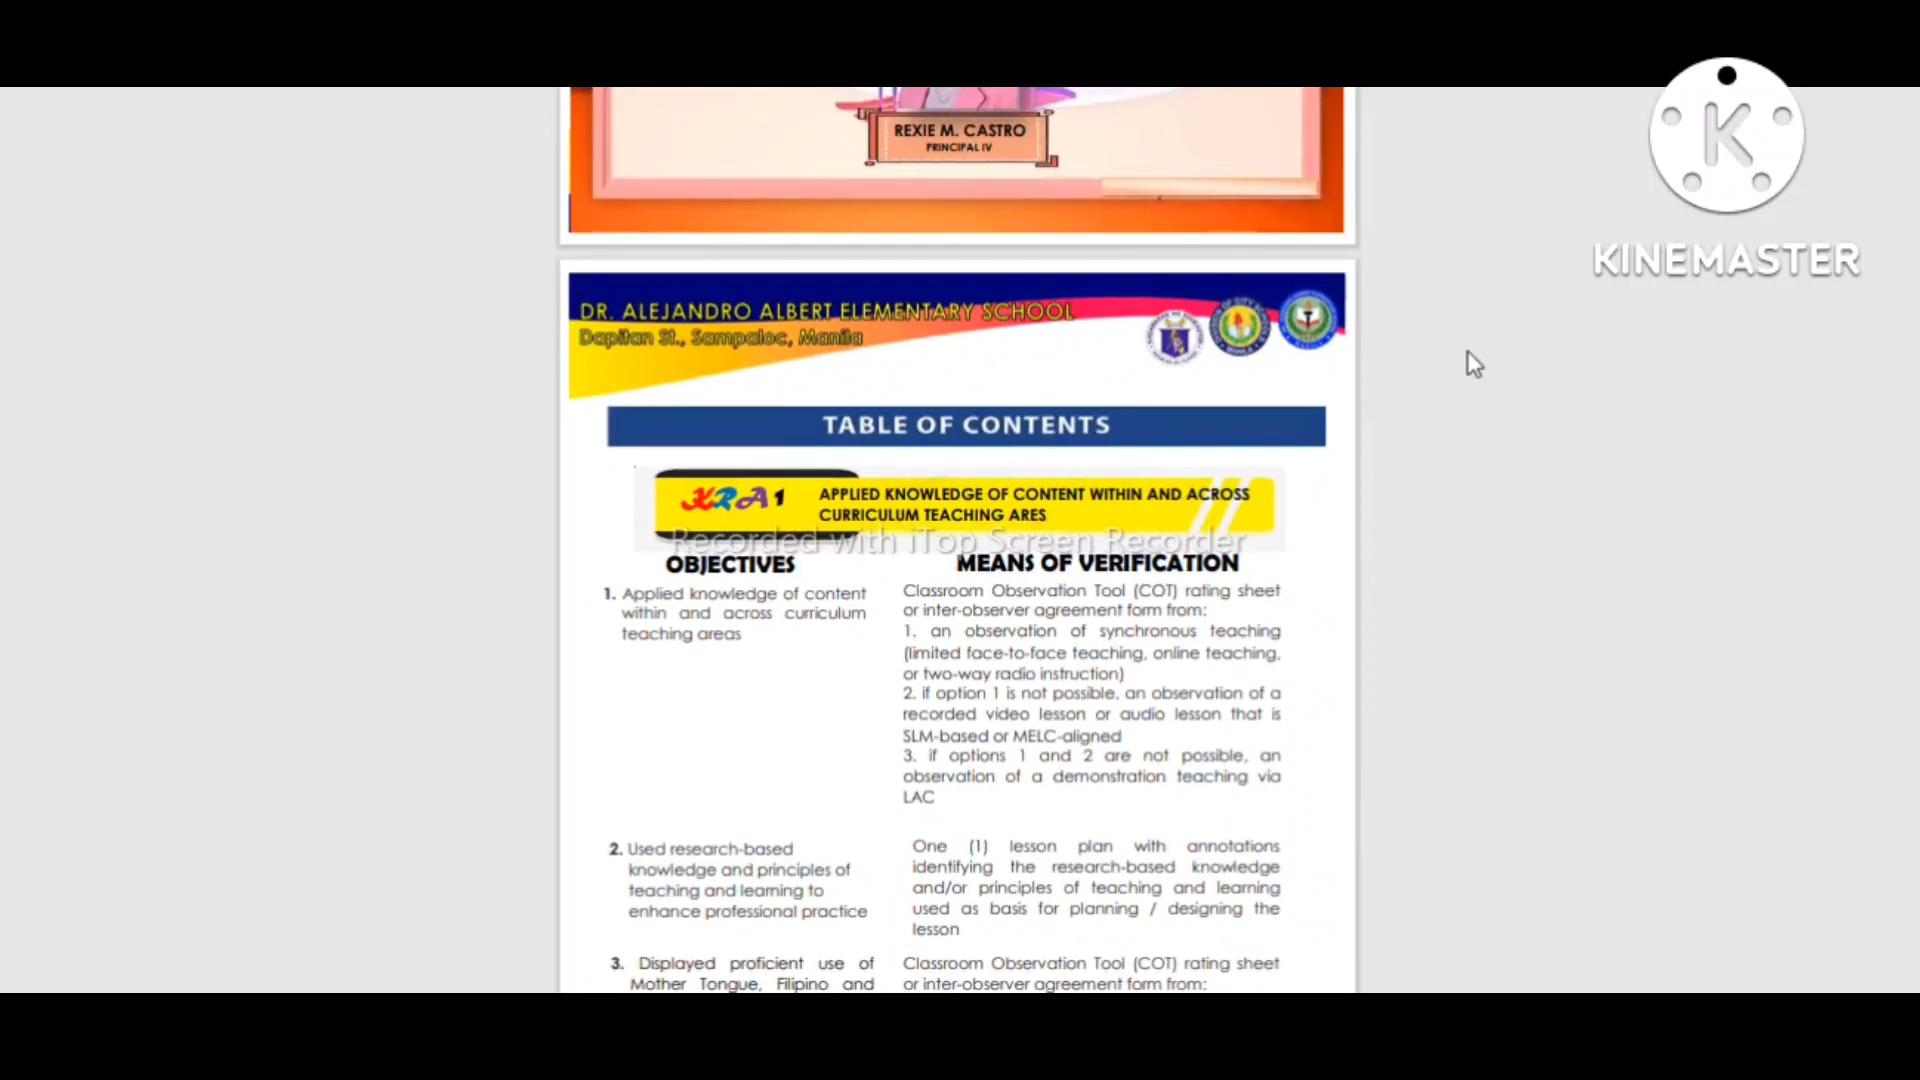 REXIE M. CASTRO
PRINCIPAL IV
K
KINEMASTER
DR. ALEJANDRO ALBERT ELEMENTARY SCHOOL
Dapitan St., Sampaloc, Manila
TABLE OF CONTENTS
KRA 1
APPLIED KNOWLEDGE OF CONTENT WITHIN AND ACROSS
CURRICULUM TEACHING ARES
Recorded with iTop Screen Recorder
OBJECTIVES
1. Applied knowledge of content
within and across curriculum
teaching areas
MEANS OF VERIFICATION
Classroom Observation Tool (COT) rating sheet
or inter-observer agreement form from:
1. an observation of synchronous teaching
(limited face-to-face teaching, online teaching,
or two-way radio instruction)
2. if option 1 is not possible, an observation of a
recorded video lesson or audio lesson that is
SLM-based or MELC-aligned
3. if options 1 and 2 are not possible, an
observation of a demonstration teaching via
LAC
2. Used research-based
knowledge and principles of
teaching and learning to
enhance professional practice
One (1) lesson plan with annotations
identifying the research-based knowledge
and/or principles of teaching and learning
used as basis for planning / designing the
lesson
3. Displayed proficient use of
Mother Tongue, Filipino and
Classroom Observation Tool (COT) rating sheet
or inter-observer agreement form from: